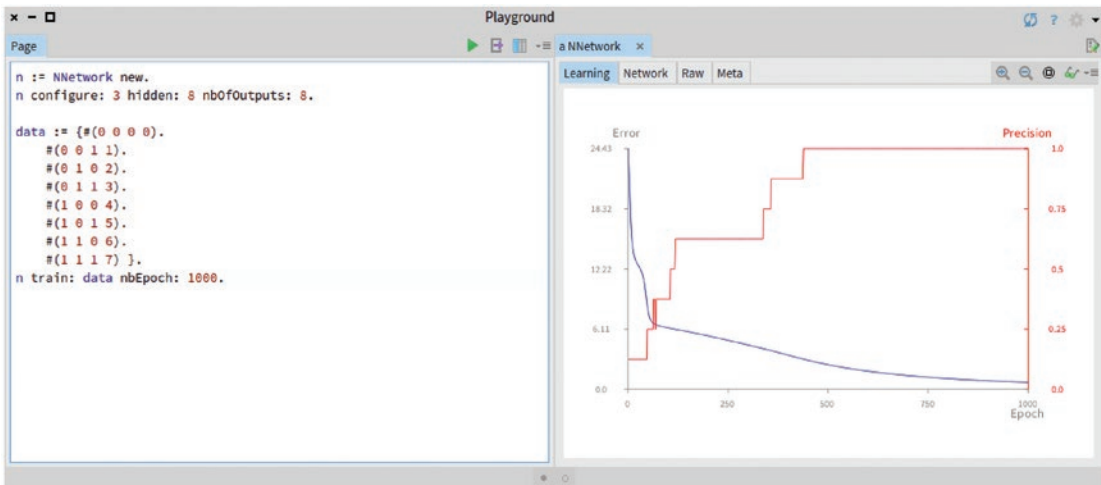 Playground
?
Page
a NNetwork ×
n := NNetwork new.
n configure: 3 hidden: 8 nbOfOutputs: 8.
data := {#(0 0 0 0).
#(0 0 1 1).
#(0 1 0 2).
#(0 1 1 3).
#(1 0 0 4).
#(1 0 1 5).
#(1 1 0 6).
#(1 1 1 7) }.
n train: data nbEpoch: 1000.
Learning Network Raw Meta
Error
Precision
24.43
18.32
12.22
6.11
0.0
1.0
0.75
0.5
0.25
0.0
0
250
500
750
1000
Epoch